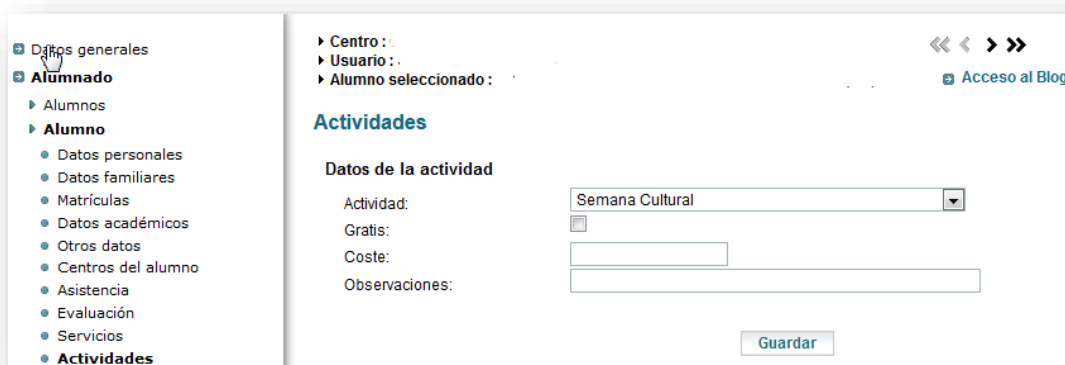 Datos generales
Alumnado
Alumnos
Alumno
Datos personales
Datos familiares
Matrículas
Datos académicos
Otros datos
Centros del alumno
Asistencia
Evaluación
Servicios
Actividades
Centro :
Usuario :
Alumno seleccionado :
Acceso al Blog
Actividades
Datos de la actividad
Actividad: Semana Cultural
Gratis:
Coste:
Observaciones:
Guardar